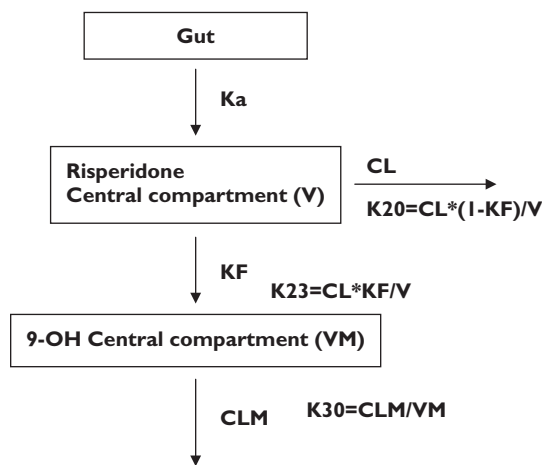 Gut
Ka
Risperidone
Central compartment (V)
CL
K20=CL*(1-KF)/V
KF
K23=CL*KF/V
9-OH Central compartment (VM)
CLM
K30=CLM/VM